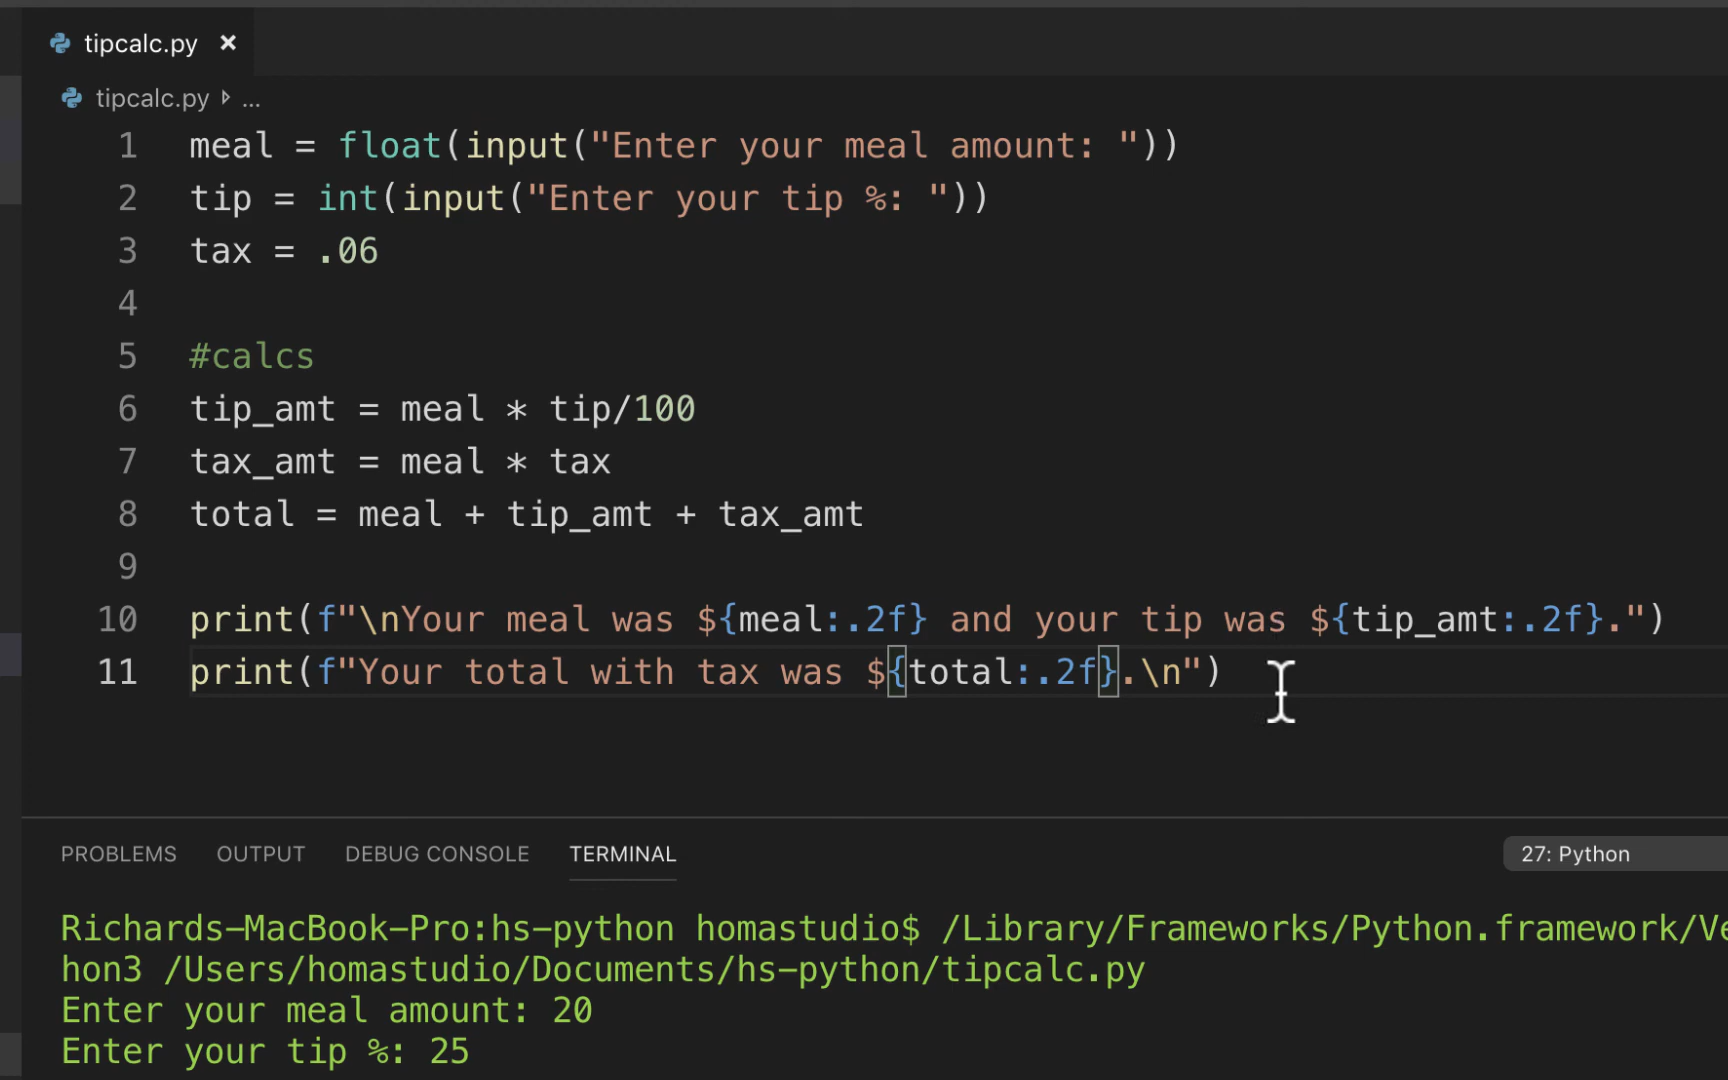 tipcalc.py ×
tipcalc.py ...
1 meal = float(input("Enter your meal amount: "))
2 tip = int(input("Enter your tip %: "))
3 tax = .06
4
5 #calcs
6 tip_amt = meal * tip/100
7 tax_amt = meal * tax
8 total = meal + tip_amt + tax_amt
9
10 print(f"\nYour meal was ${meal:.2f} and your tip was ${tip_amt:.2f}.")
11 print(f"Your total with tax was ${total:.2f}.\n")
PROBLEMS OUTPUT DEBUG CONSOLE TERMINAL 27: Python
Richards-MacBook-Pro:hs-python homastudio$ /Library/Frameworks/Python.framework/Ve
hon3 /Users/homastudio/Documents/hs-python/tipcalc.py
Enter your meal amount: 20
Enter your tip %: 25